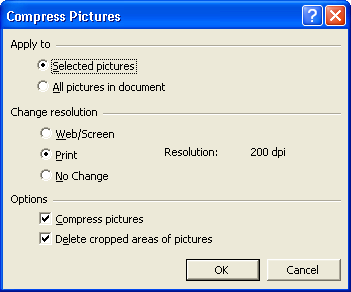 Compress Pictures
Apply to
Selected pictures
All pictures in document
Change resolution
Web/Screen
Print Resolution: 200 dpi
No Change
Options
Compress pictures
Delete cropped areas of pictures
OK Cancel